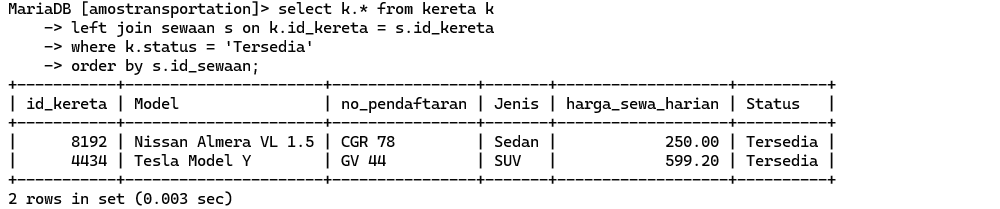 MariaDB [amostransportation]> select k.* from kereta k
    -> left join sewaan s on k.id_kereta = s.id_kereta
    -> where k.status = 'Tersedia'
    -> order by s.id_sewaan;
+-----------+----------------------+----------------+-------+-------------------+----------+
| id_kereta | Model                | no_pendaftaran | Jenis | harga_sewa_harian | Status   |
+-----------+----------------------+----------------+-------+-------------------+----------+
|      8192 | Nissan Almera VL 1.5 | CGR 78         | Sedan |            250.00 | Tersedia |
|      4434 | Tesla Model Y        | GV 44          | SUV   |            599.20 | Tersedia |
+-----------+----------------------+----------------+-------+-------------------+----------+
2 rows in set (0.003 sec)